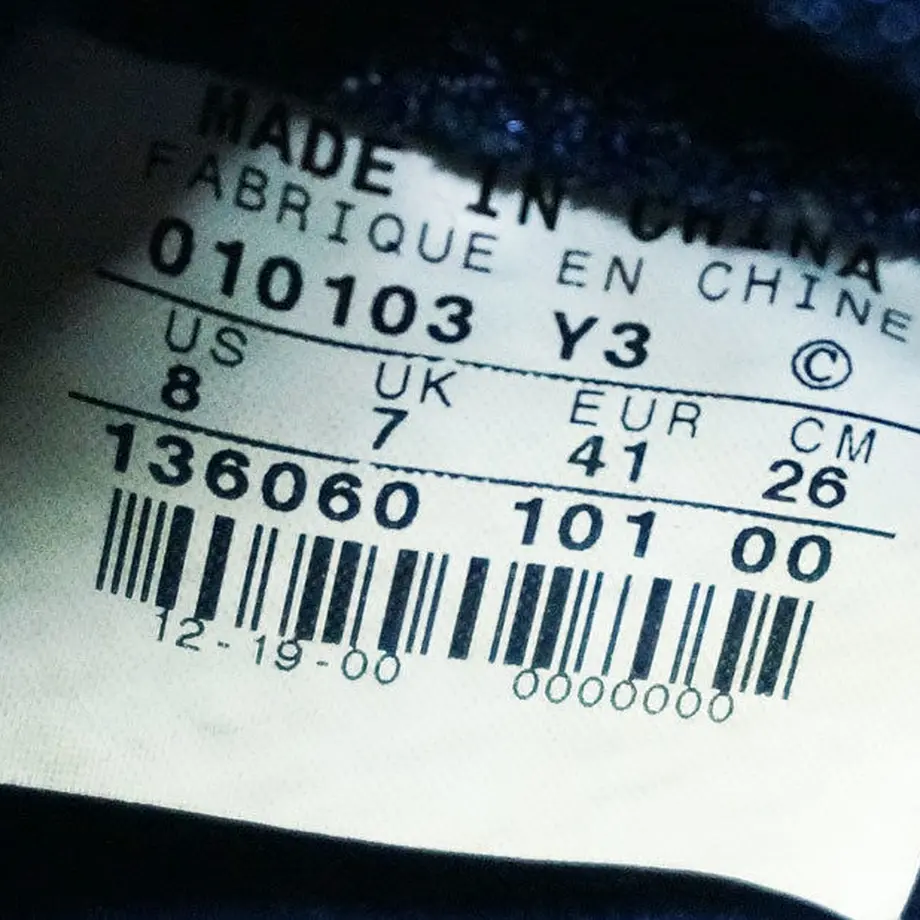 MADE IN CHINA
FABRIQUE EN CHINE
010103 Y3 ©
US UK EUR CM
8 7 41 26
136060 101 00
12-19-00 0000000